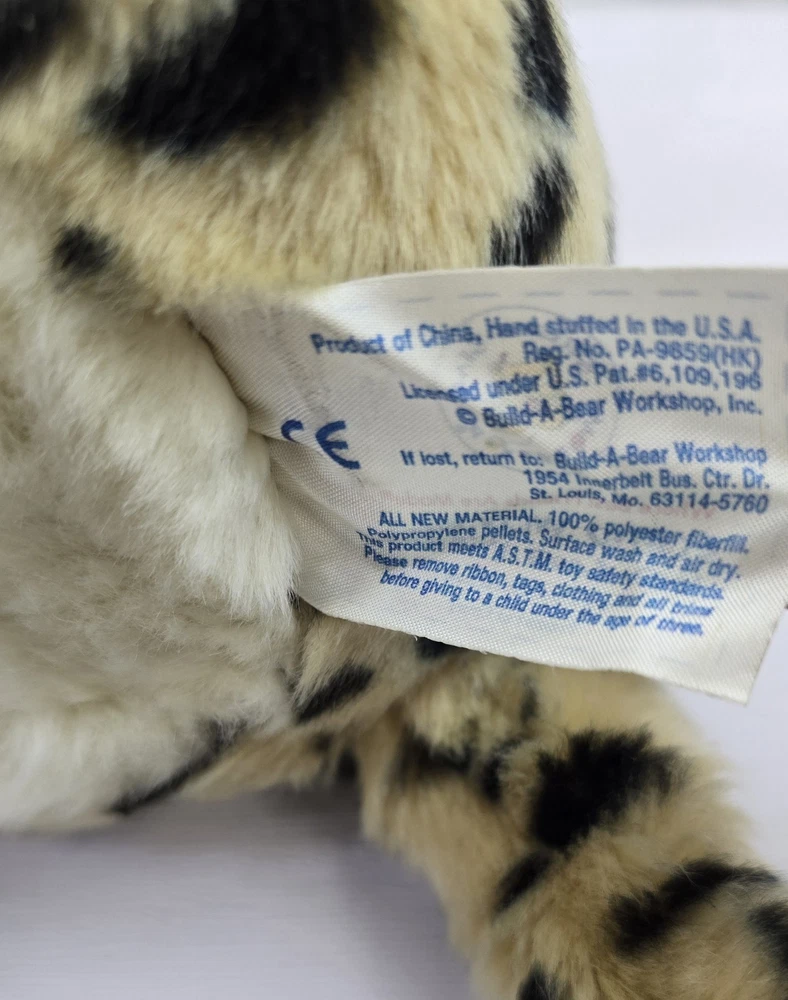 Product of China, Hand stuffed in the U.S.A.
Reg. No. PA-9659(HK)
Licensed under U.S. Pat.#6,109,196
© Build-A-Bear Workshop, Inc.
CE
If lost, return to: Build-A-Bear Workshop
1954 Innerbelt Bus. Ctr. Dr.
St. Louis, Mo. 63114-5760
ALL NEW MATERIAL. 100% polyester fiberfill.
Polypropylene pellets. Surface wash and air dry.
This product meets A.S.T.M. toy safety standards.
Please remove ribbon, tags, clothing and all trims
before giving to a child under the age of three.